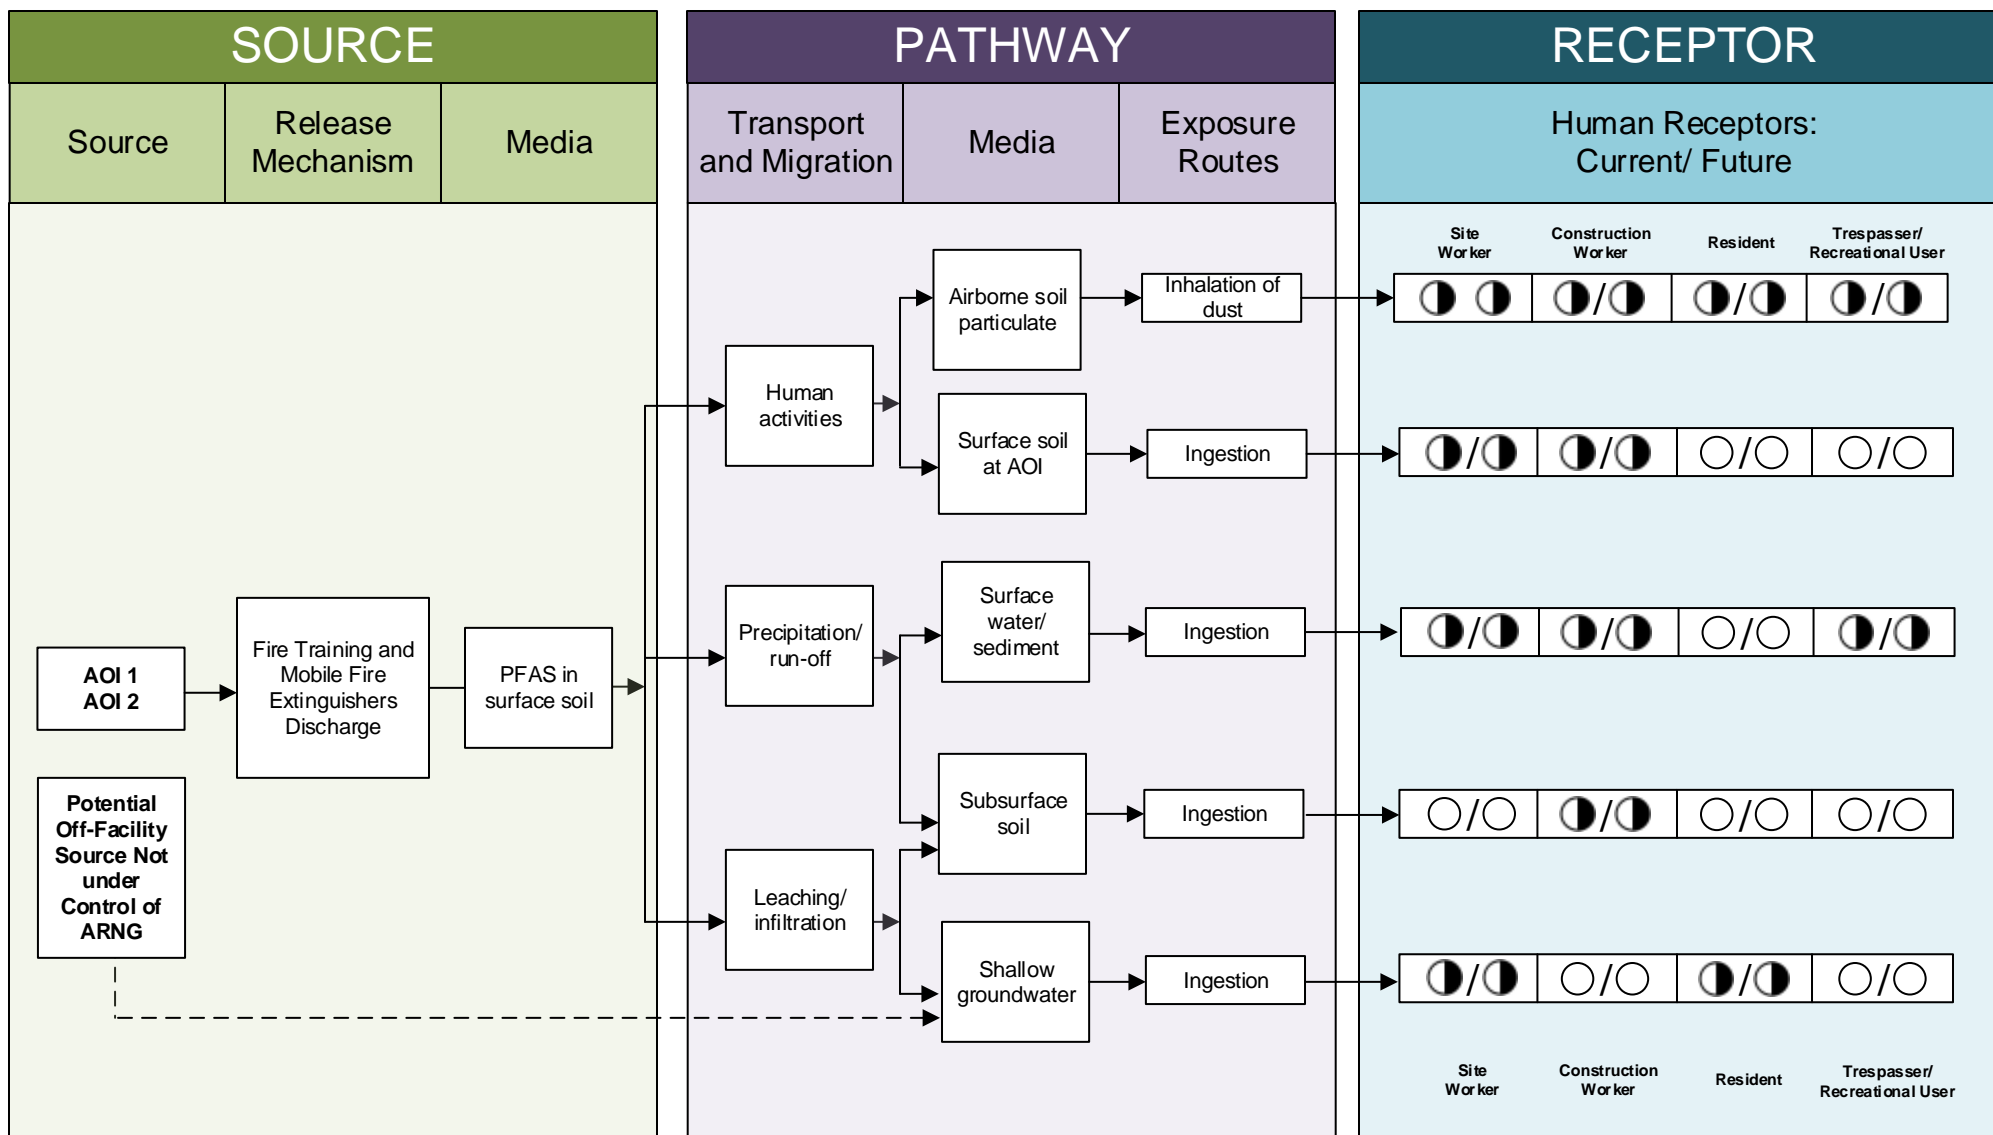 SOURCE
PATHWAY
RECEPTOR
Source
Release
Mechanism
Media
Transport
and Migration
Media
Exposure
Routes
Human Receptors:
Current/ Future
Site
Worker
Construction
Worker
Resident
Trespasser/
Recreational User
Airborne soil
particulate
Inhalation of
dust
/
/
/
Human
activities
Surface soil
at AOI
Ingestion
/
/
/
/
AOI 1
AOI 2
Fire Training and
Mobile Fire
Extinguishers
Discharge
PFAS in
surface soil
Precipitation/
run-off
Surface
water/
sediment
Ingestion
/
/
/
/
Potential
Off-Facility
Source Not
under
Control of
ARNG
Subsurface
soil
Ingestion
/
/
/
/
Leaching/
infiltration
Shallow
groundwater
Ingestion
/
/
/
/
Site
Worker
Construction
Worker
Resident
Trespasser/
Recreational User